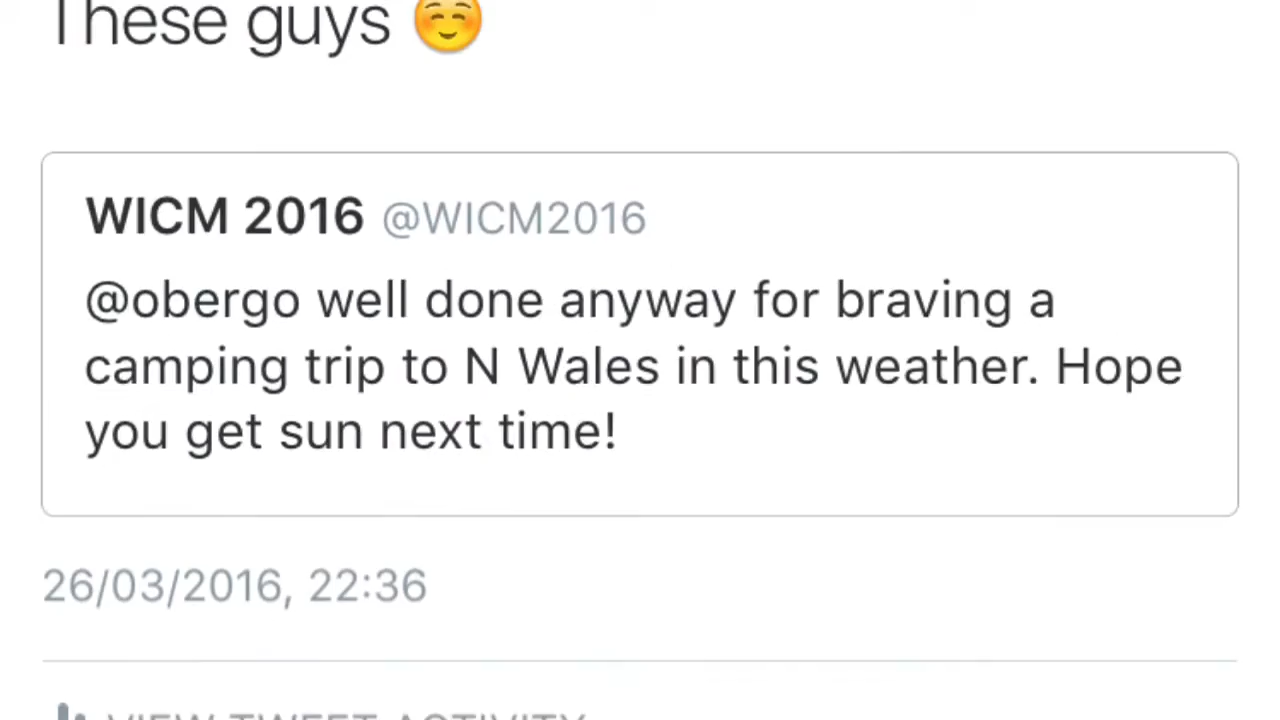 These guys ☺️
WICM 2016 @WICM2016
@obergo well done anyway for braving a
camping trip to N Wales in this weather. Hope
you get sun next time!
26/03/2016, 22:36
VIEW TWEET ACTIVITY